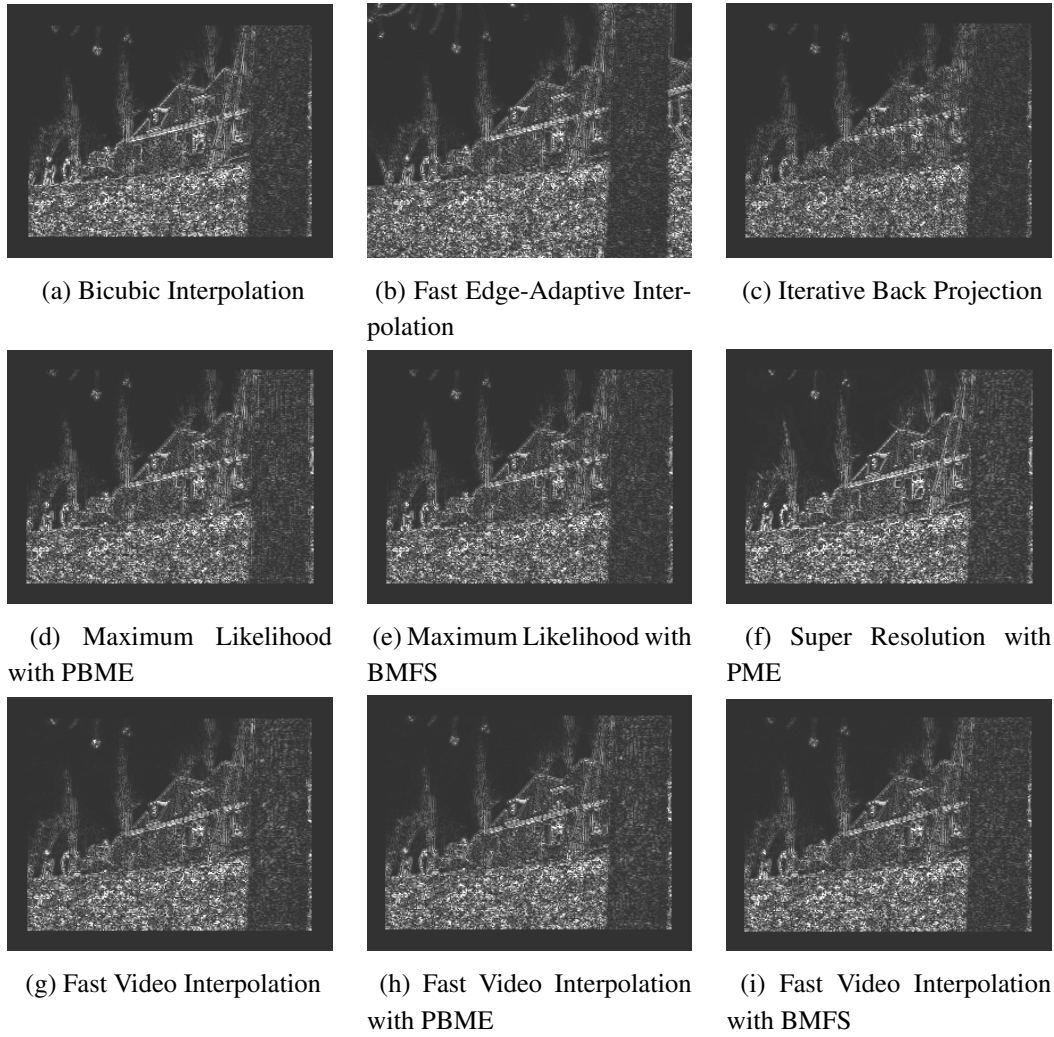 (a) Bicubic Interpolation
(b) Fast Edge-Adaptive Inter-
polation
(c) Iterative Back Projection
(d) Maximum Likelihood
with PBME
(e) Maximum Likelihood with
BMFS
(f) Super Resolution with
PME
(g) Fast Video Interpolation
(h) Fast Video Interpolation
with PBME
(i) Fast Video Interpolation
with BMFS